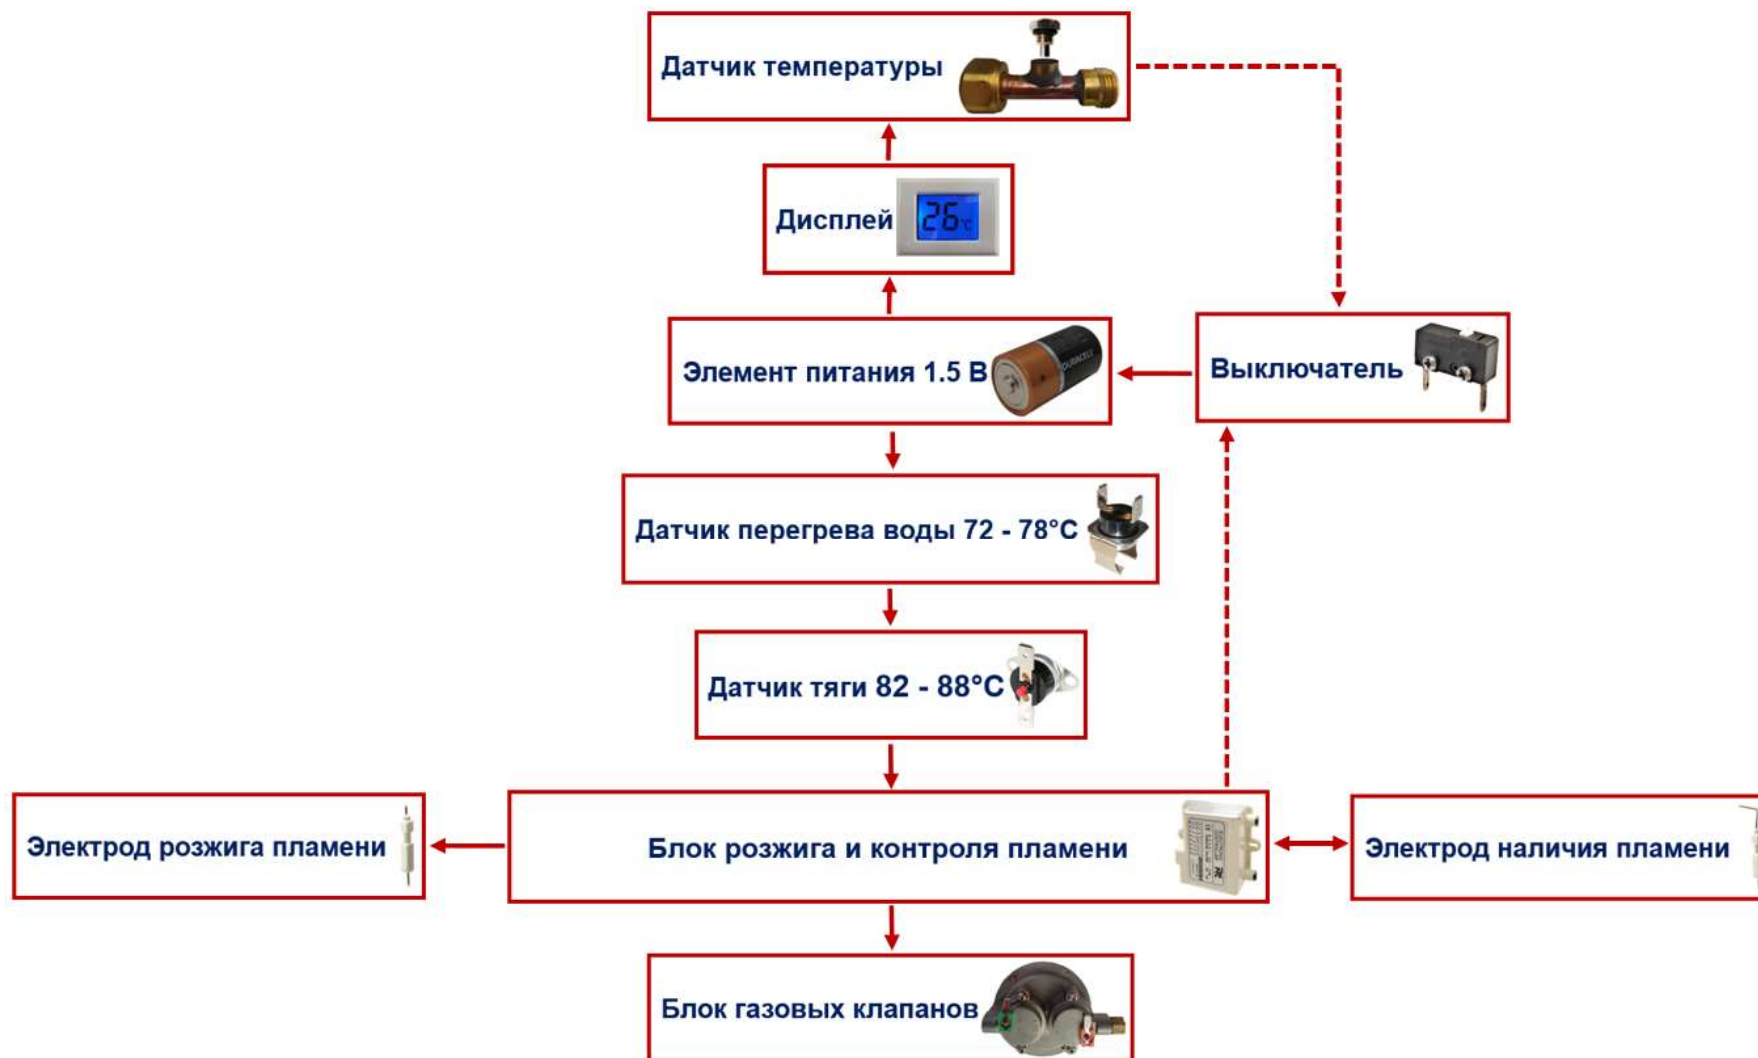 Датчик температуры
Дисплей
26°C
Элемент питания 1.5 В
DURACELL
Выключатель
Датчик перегрева воды 72 - 78°C
Датчик тяги 82 - 88°C
Электрод розжига пламени
Блок розжига и контроля пламени
Электрод наличия пламени
Блок газовых клапанов